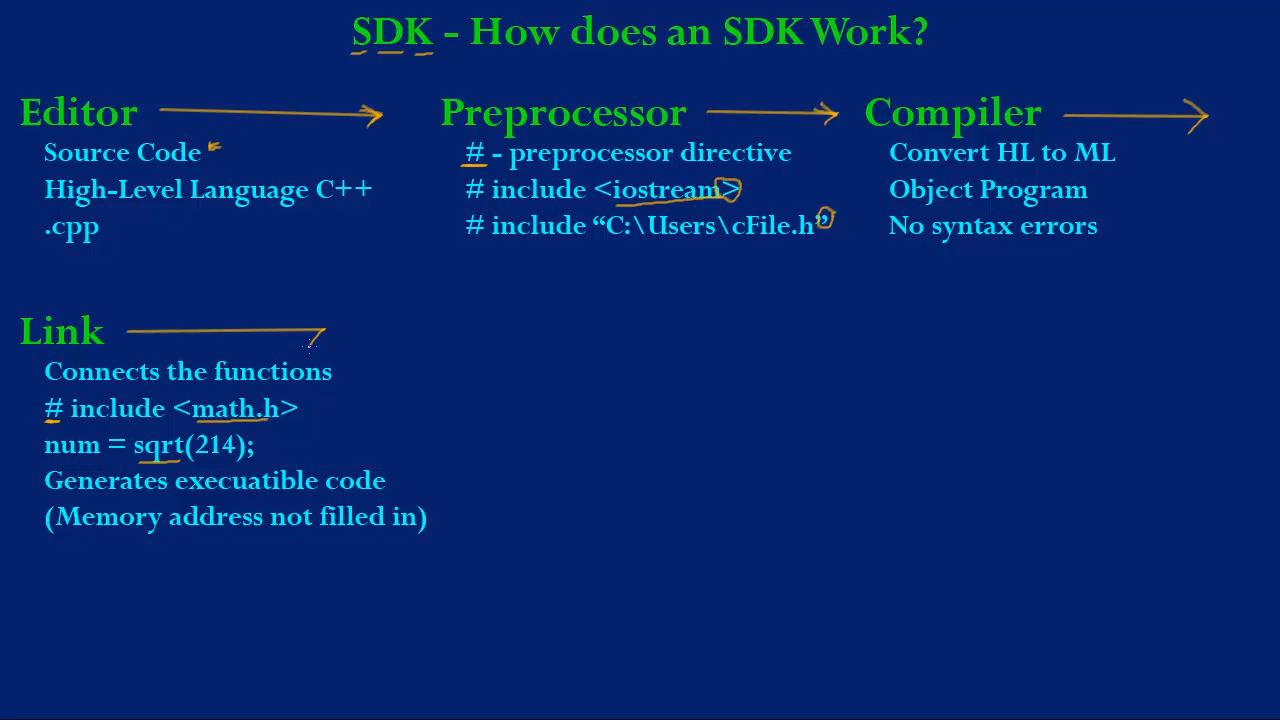 SDK - How does an SDK Work?
Editor
Source Code
High-Level Language C++
.cpp
Preprocessor
# - preprocessor directive
# include <iostream>
# include “C:\Users\cFile.h”
Compiler
Convert HL to ML
Object Program
No syntax errors
Link
Connects the functions
# include <math.h>
num = sqrt(214);
Generates execuatible code
(Memory address not filled in)